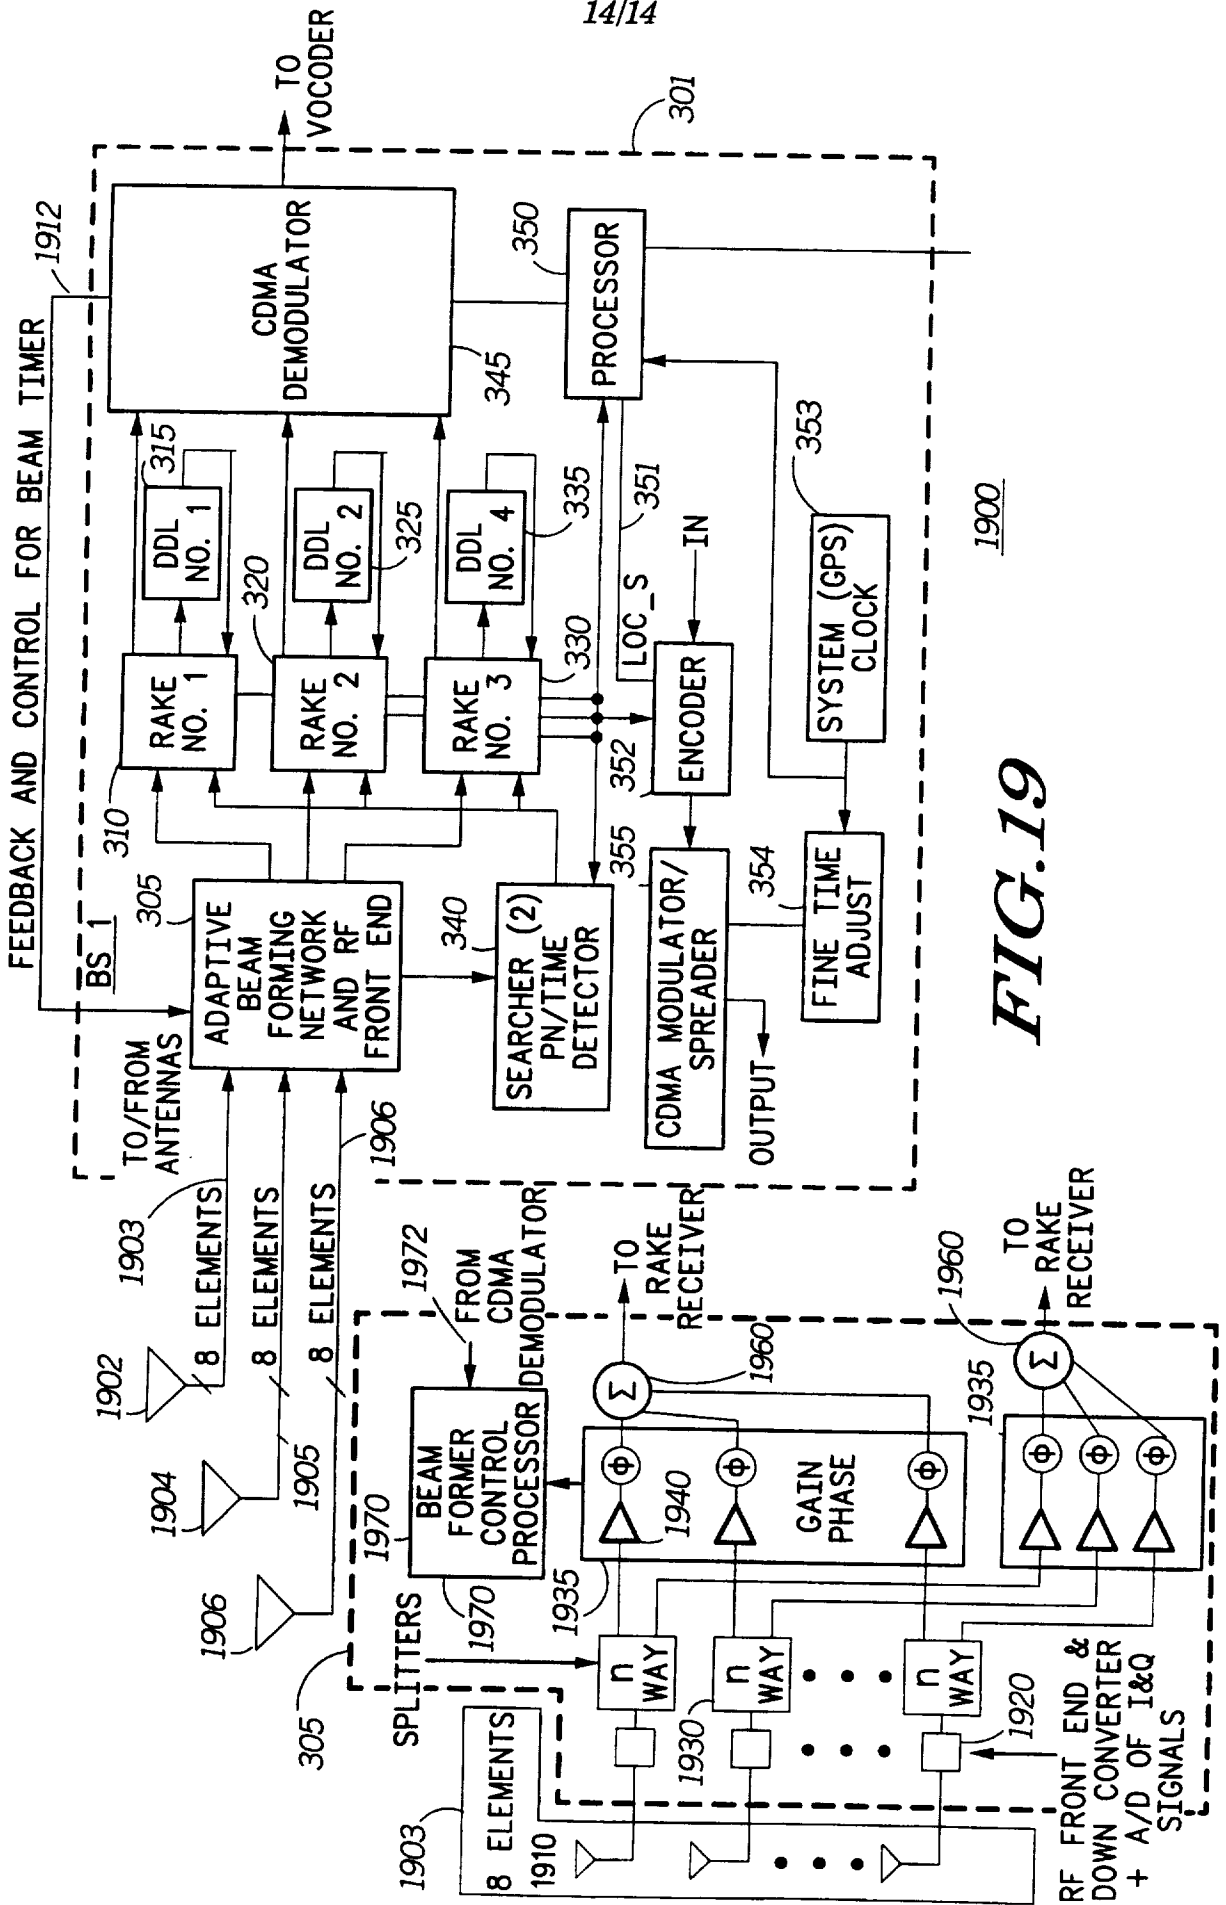 14/14
FEEDBACK AND CONTROL FOR BEAM TIMER
1912
BS 1
TO/FROM
ANTENNAS
305
ADAPTIVE
BEAM
FORMING
NETWORK
AND RF
FRONT END
310
RAKE
NO. 1
315
DDL
NO. 1
320
RAKE
NO. 2
325
DDL
NO. 2
330
RAKE
NO. 3
335
DDL
NO. 4
CDMA
DEMODULATOR
345
TO
VOCODER
301
340
SEARCHER (2)
PN/TIME
DETECTOR
350
PROCESSOR
351
LOC_S
352
ENCODER
IN
355
CDMA MODULATOR/
SPREADER
OUTPUT
354
FINE TIME
ADJUST
353
SYSTEM (GPS)
CLOCK
1902
8 ELEMENTS
1903
1904
8 ELEMENTS
1905
1906
8 ELEMENTS
1906
305
SPLITTERS
1970
BEAM
FORMER
CONTROL
PROCESSOR
1970
1972
FROM
CDMA
DEMODULATOR
1903
8 ELEMENTS
1910
n
WAY
n
WAY
n
WAY
1930
1920
RF FRONT END &
DOWN CONVERTER
+ A/D OF I&Q
SIGNALS
1935
1940
GAIN
PHASE
Φ
Φ
Φ
Σ
1960
TO
RAKE
RECEIVER
1935
Φ
Φ
Φ
Σ
1960
TO
RAKE
RECEIVER
1900
FIG.19